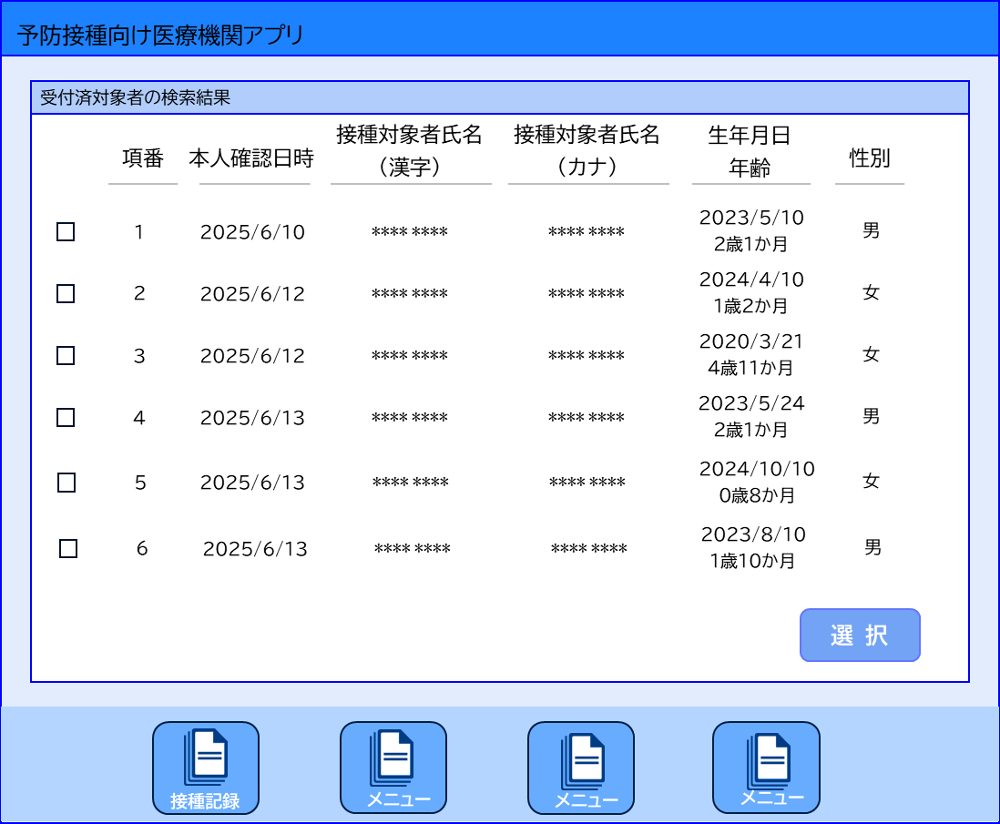 予防接種向け医療機関アプリ
受付済対象者の検索結果
項番 本人確認日時 接種対象者氏名（漢字） 接種対象者氏名（カナ） 生年月日 年齢 性別
1 2025/6/10 **** **** **** **** 2023/5/10 男
2歳1か月
2 2025/6/12 **** **** **** **** 2024/4/10 女
1歳2か月
3 2025/6/12 **** **** **** **** 2020/3/21 女
4歳11か月
4 2025/6/13 **** **** **** **** 2023/5/24 男
2歳1か月
5 2025/6/13 **** **** **** **** 2024/10/10 女
0歳8か月
6 2025/6/13 **** **** **** **** 2023/8/10 男
1歳10か月
選 択
接種記録 メニュー メニュー メニュー